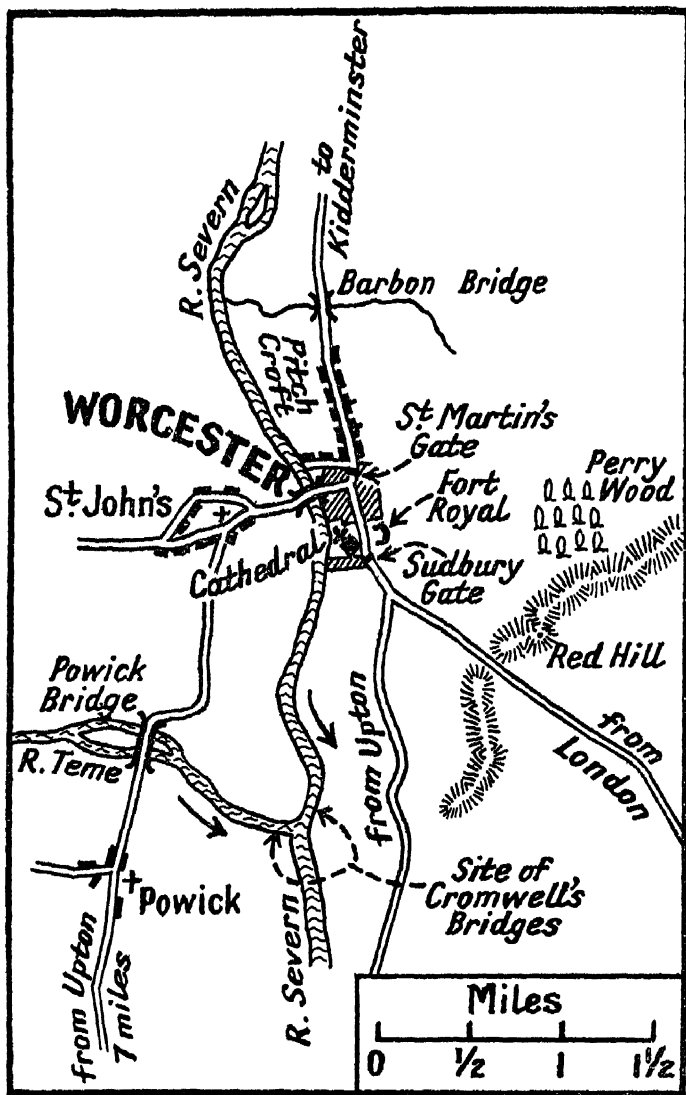 to
Kidderminster
R. Severn
Barbon Bridge
Pitch
Croft
WORCESTER
St. Martin's
Gate
Perry
Wood
Fort
Royal
St. John's
Cathedral
Sudbury
Gate
Red Hill
Powick
Bridge
R. Teme
from Upton
from
London
Powick
Site of
Cromwell's
Bridges
from Upton
7 miles
R. Severn
Miles
0 ½ 1 1½